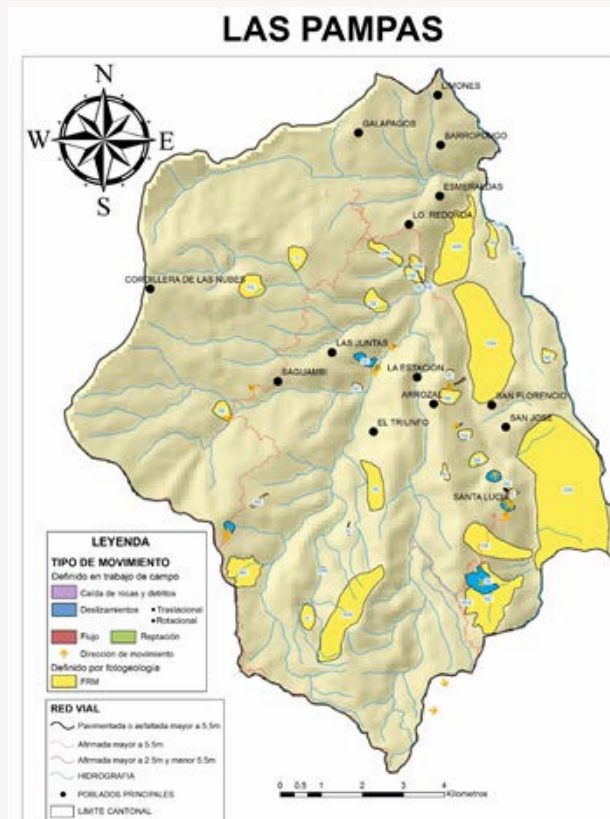 LAS PAMPAS
N
W
E
S
LIMONES
GALAPAGOS
BARROPONGO
ESMERALDAS
LO. REDONDA
CORDILLERA DE LAS NUBES
LAS JUNTAS
SAGUAMBI
LA ESTACION
ARROZAL
SAN FLORENCIO
SAN JOSE
EL TRIUNFO
SANTA LUCIA
LEYENDA
TIPO DE MOVIMIENTO
Definido en trabajo de campo
Caída de rocas y detritos
Deslizamientos
Traslacional
Rotacional
Flujo
Reptación
Dirección de movimiento
Definido por fotogeología
FRM
RED VIAL
Pavimentada o asfaltada mayor a 5.5m
Afirmada mayor a 5.5m
Afirmada mayor a 2.5m y menor 5.5m
HIDROGRAFIA
POBLADOS PRINCIPALES
LIMITE CANTONAL
0 0.5 1 2 3 4
Kilometros